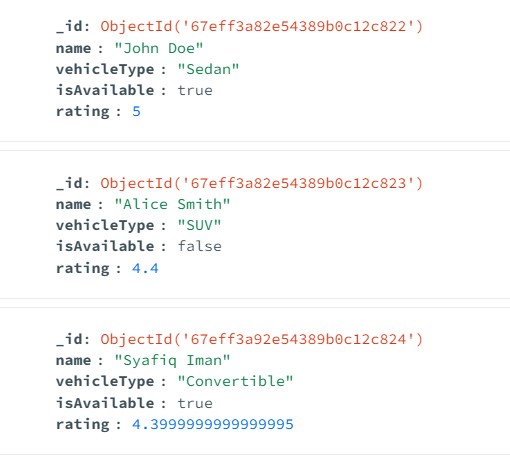 _id: ObjectId('67eff3a82e54389b0c12c822')
name : "John Doe"
vehicleType : "Sedan"
isAvailable : true
rating : 5
_id: ObjectId('67eff3a82e54389b0c12c823')
name : "Alice Smith"
vehicleType : "SUV"
isAvailable : false
rating : 4.4
_id: ObjectId('67eff3a92e54389b0c12c824')
name : "Syafiq Iman"
vehicleType : "Convertible"
isAvailable : true
rating : 4.3999999999999995